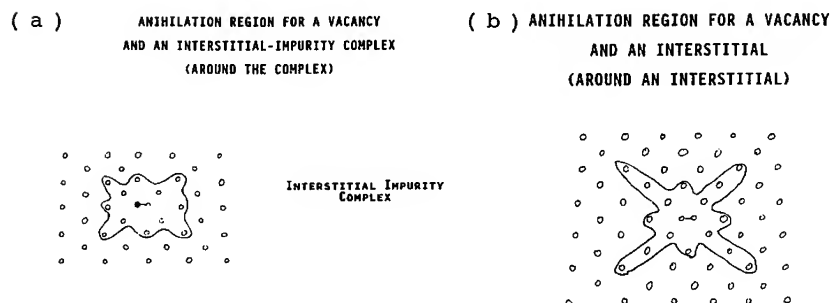 (a) ANIHILATION REGION FOR A VACANCY
AND AN INTERSTITIAL-IMPURITY COMPLEX
(AROUND THE COMPLEX)
INTERSTITIAL IMPURITY
COMPLEX
(b) ANIHILATION REGION FOR A VACANCY
AND AN INTERSTITIAL
(AROUND AN INTERSTITIAL)